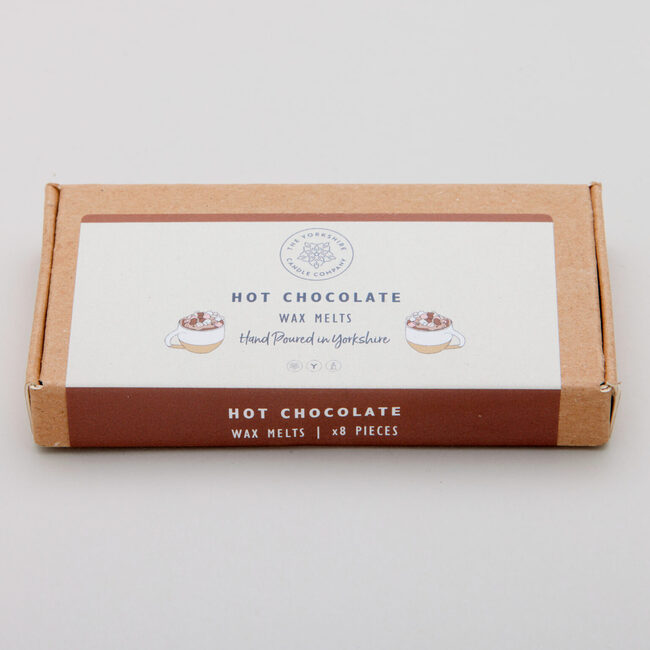 THE YORKSHIRE
CANDLE COMPANY
HOT CHOCOLATE
WAX MELTS
Hand Poured in Yorkshire
HOT CHOCOLATE
WAX MELTS | x8 PIECES